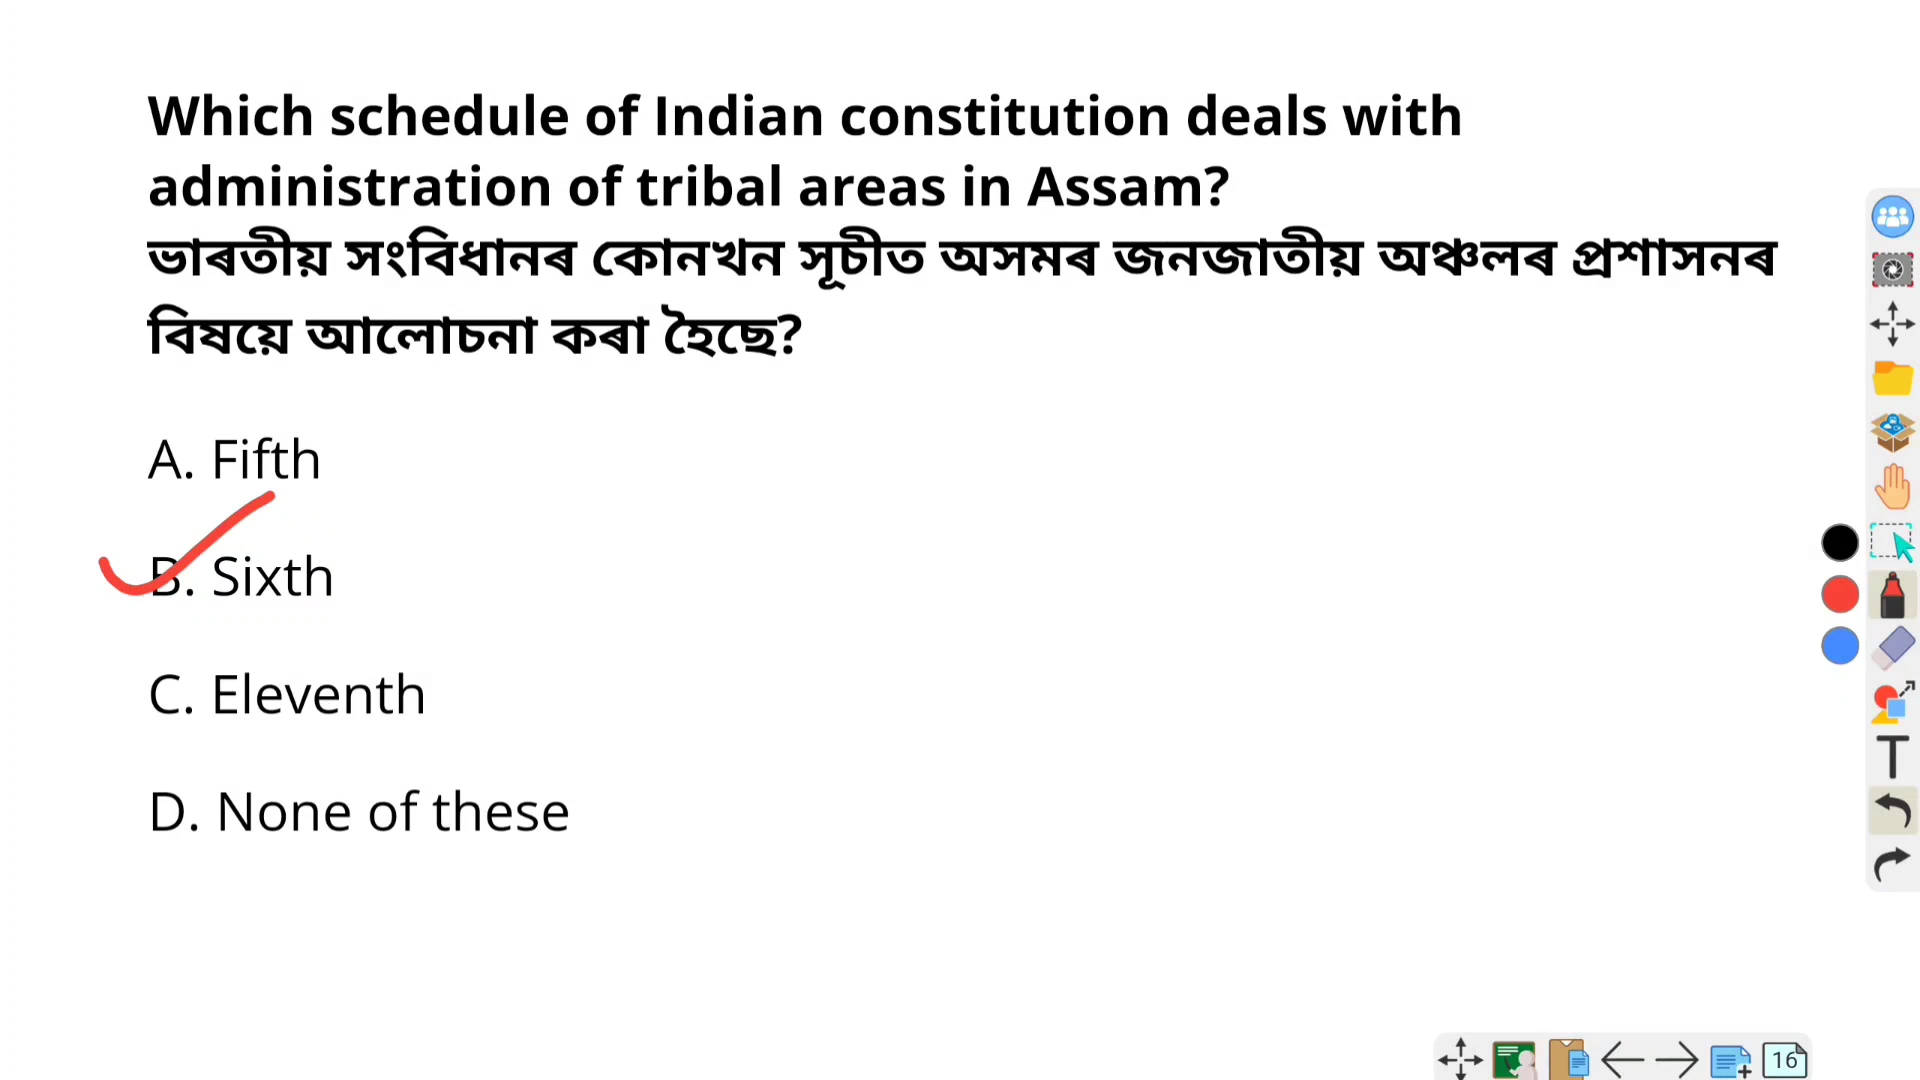 Which schedule of Indian constitution deals with
administration of tribal areas in Assam?
ভাৰতীয় সংবিধানৰ কোনখন সূচীত অসমৰ জনজাতীয় অঞ্চলৰ প্ৰশাসনৰ
বিষয়ে আলোচনা কৰা হৈছে?
A. Fifth
B. Sixth
C. Eleventh
D. None of these
T
16